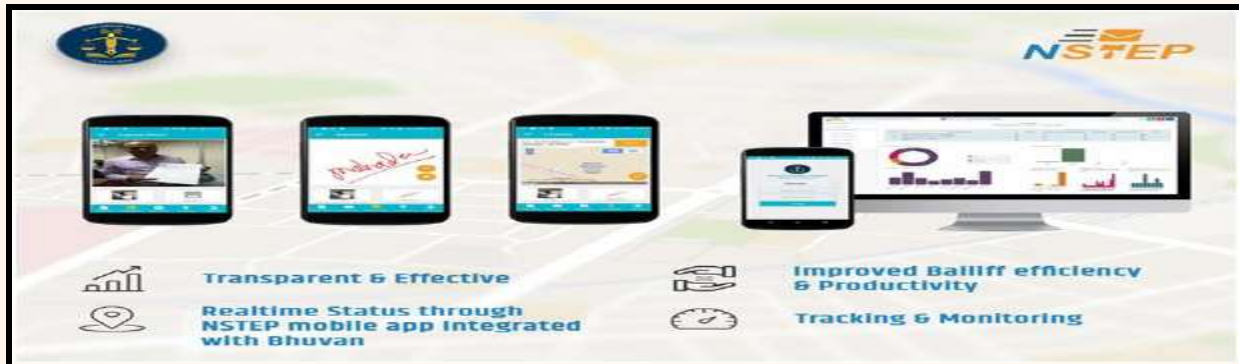 NSTEP
Transparent & Effective
Realtime Status through
NSTEP mobile app integrated
with Bhuvan
Improved Bailiff efficiency
& Productivity
Tracking & Monitoring